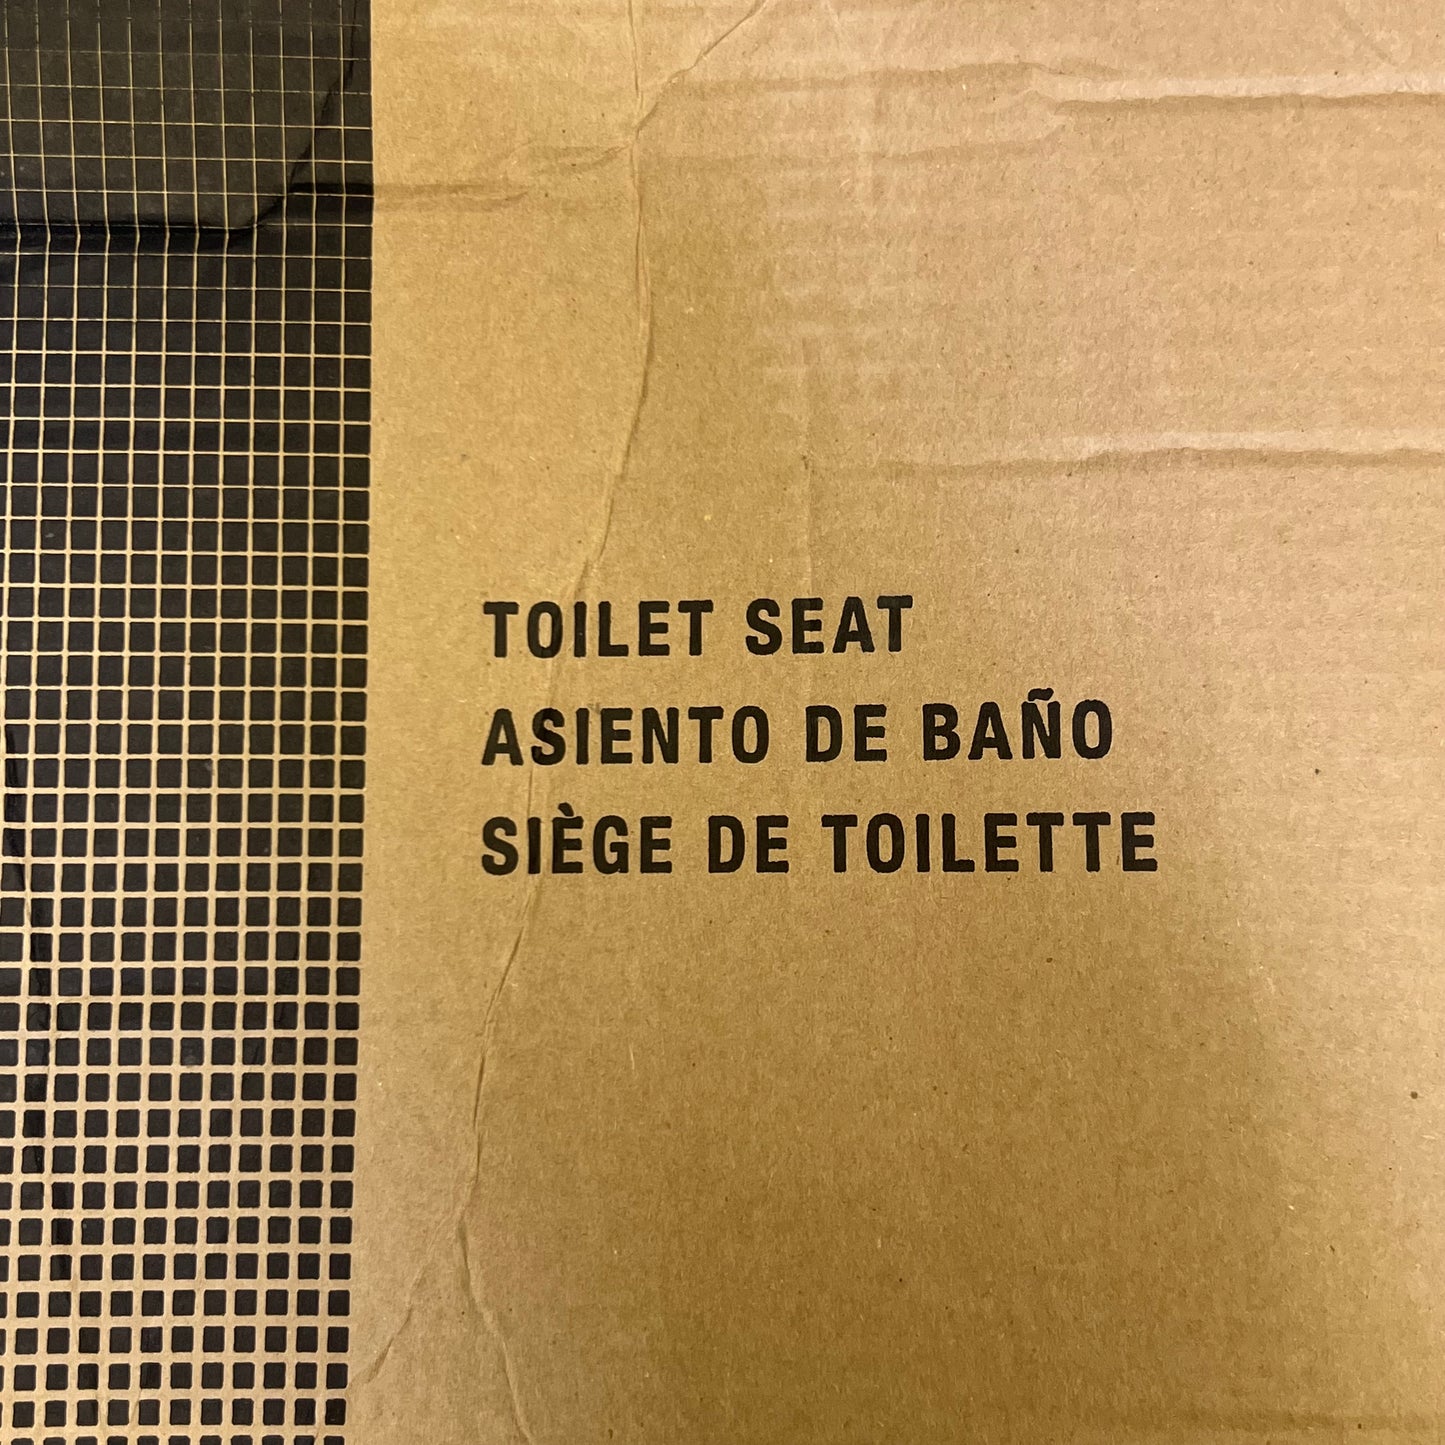 TOILET SEAT
ASIENTO DE BAÑO
SIÈGE DE TOILETTE